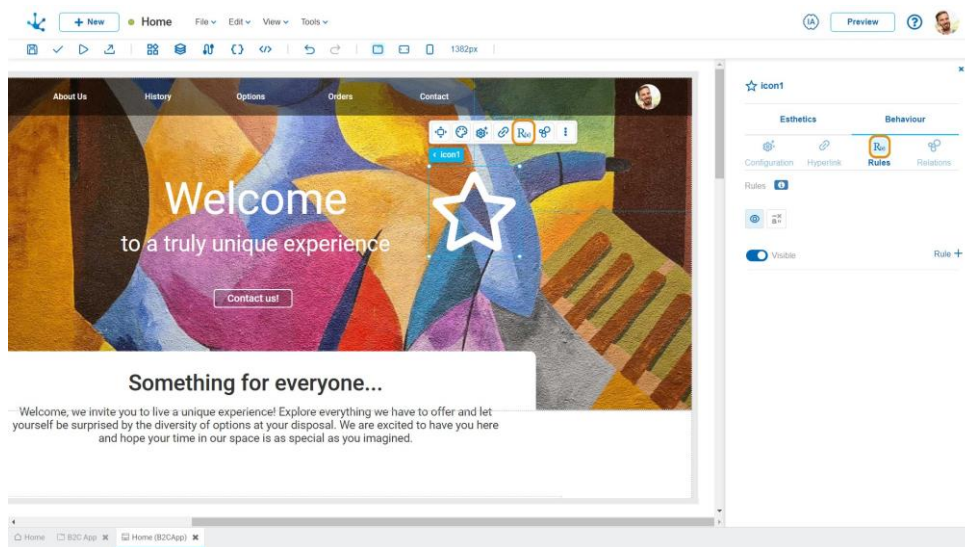 + New
Home
File
Edit
View
Tools
IA
Preview
?
1382px
About Us
History
Options
Orders
Contact
< icon1
Welcome
to a truly unique experience
Contact us!
Something for everyone...
Welcome, we invite you to live a unique experience! Explore everything we have to offer and let
yourself be surprised by the diversity of options at your disposal. We are excited to have you here
and hope your time in our space is as special as you imagined.
icon1
Esthetics
Behaviour
Configuration
Hyperlink
Rules
Relations
Rules
Visible
Rule +
Home
B2C App
Home (B2CApp)